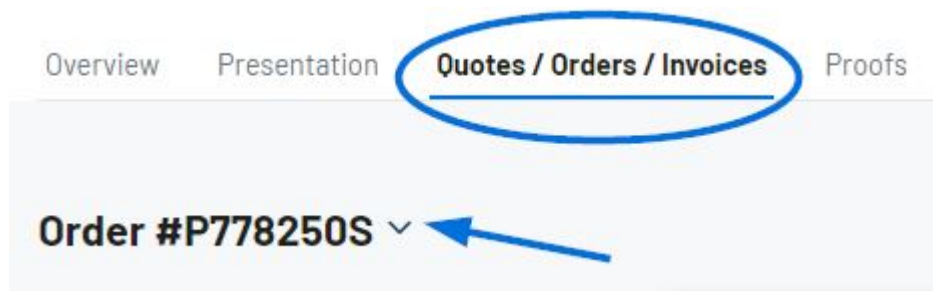 Overview Presentation Quotes / Orders / Invoices Proofs
Order #P778250S